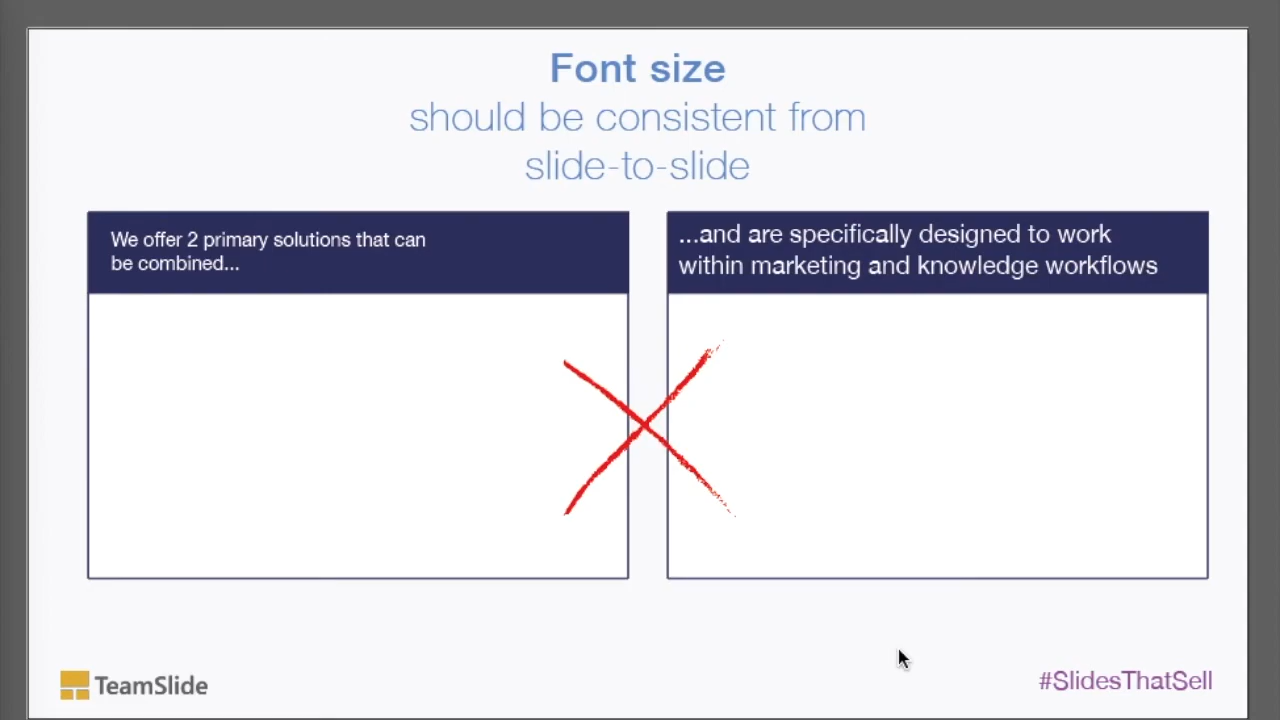 Font size
should be consistent from
slide-to-slide
We offer 2 primary solutions that can
be combined...
...and are specifically designed to work
within marketing and knowledge workflows
TeamSlide
#SlidesThatSell